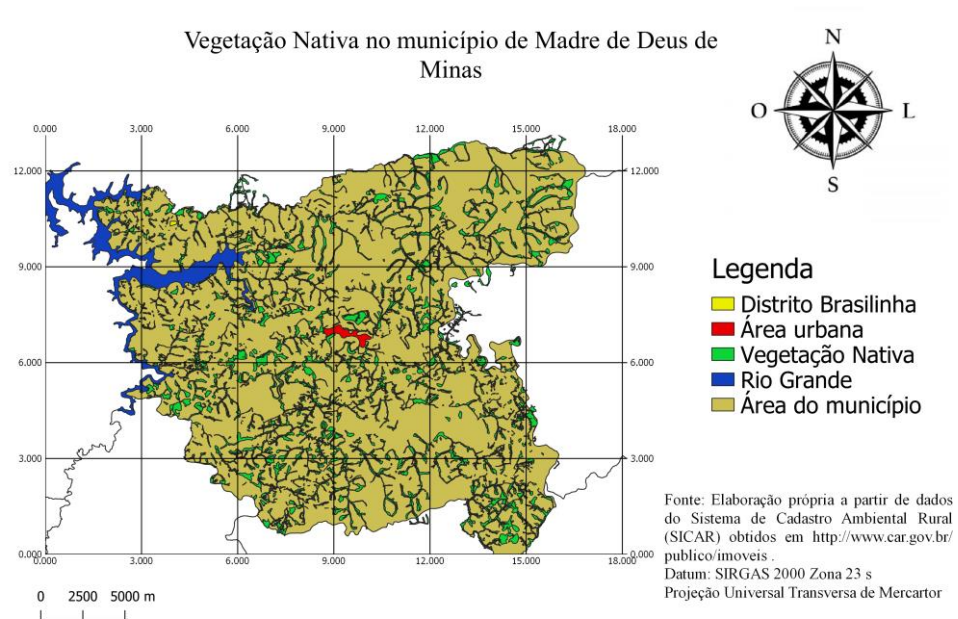 Vegetação Nativa no município de Madre de Deus de
Minas
N
O
L
S
0.000 3.000 6.000 9.000 12.000 15.000 18.000
12.000 12.000
9.000 9.000
6.000 6.000
3.000 3.000
0.000 0.000
0.000 3.000 6.000 9.000 12.000 15.000 18.000
0 2500 5000 m
Legenda
Distrito Brasilinha
Área urbana
Vegetação Nativa
Rio Grande
Área do município
Fonte: Elaboração própria a partir de dados
do Sistema de Cadastro Ambiental Rural
(SICAR) obtidos em http://www.car.gov.br/
publico/imoveis .
Datum: SIRGAS 2000 Zona 23 s
Projeção Universal Transversa de Mercartor